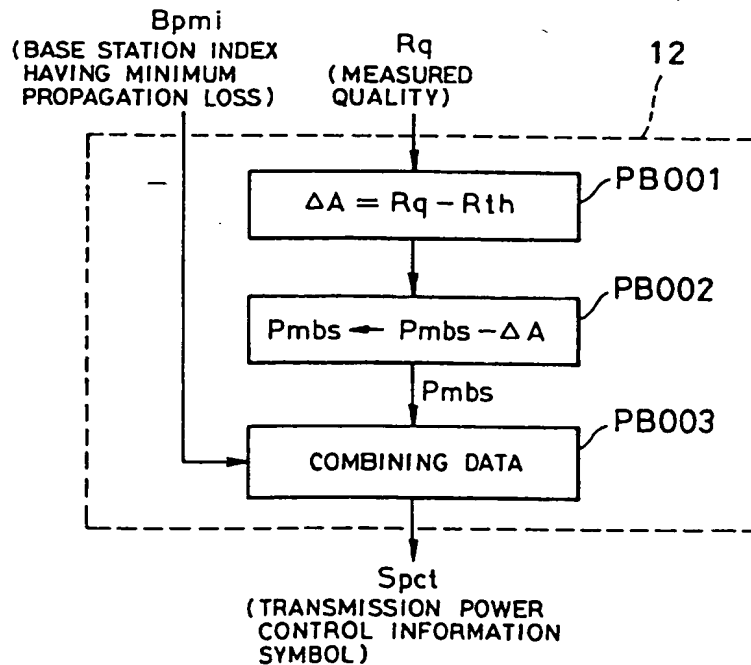 Bpmi
(BASE STATION INDEX
HAVING MINIMUM
PROPAGATION LOSS)
Rq
(MEASURED
QUALITY)
12
ΔA = Rq - Rth
PB001
Pmbs ← Pmbs - ΔA
PB002
Pmbs
COMBINING DATA
PB003
Spct
(TRANSMISSION POWER
CONTROL INFORMATION
SYMBOL)